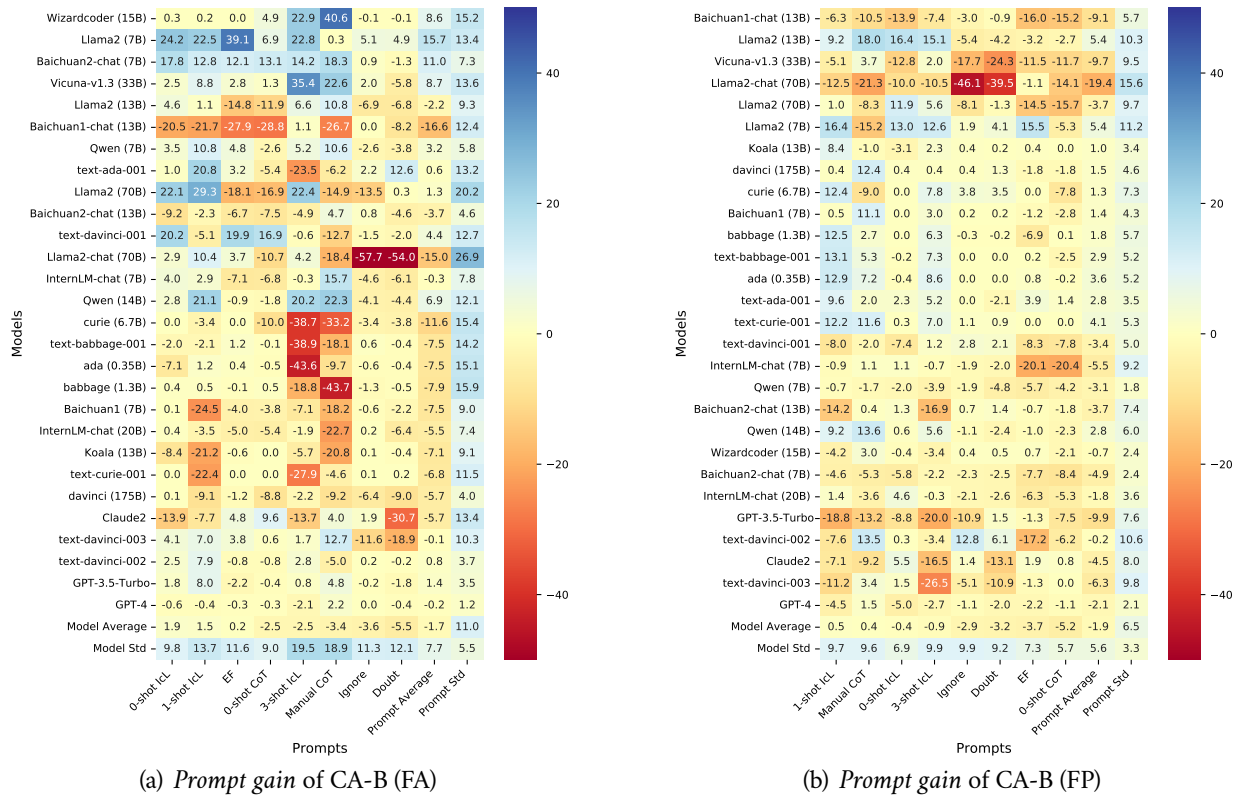 Wizardcoder (15B) 0.3 0.2 0.0 4.9 22.9 40.6 -0.1 -0.1 8.6 15.2
Llama2 (7B) 24.2 22.5 39.1 6.9 22.8 0.3 5.1 4.9 15.7 13.4
Baichuan2-chat (7B) 17.8 12.8 12.1 13.1 14.2 18.3 0.9 -1.3 11.0 7.3
Vicuna-v1.3 (33B) 2.5 8.8 2.8 1.3 35.4 22.6 2.0 -5.8 8.7 13.6
Llama2 (13B) 4.6 1.1 -14.8 -11.9 6.6 10.8 -6.9 -6.8 -2.2 9.3
Baichuan1-chat (13B) -20.5 -21.7 -27.9 -28.8 1.1 -26.7 0.0 -8.2 -16.6 12.4
Qwen (7B) 3.5 10.8 4.8 -2.6 5.2 10.6 -2.6 -3.8 3.2 5.8
text-ada-001 1.0 20.8 3.2 -5.4 -23.5 -6.2 2.2 12.6 0.6 13.2
Llama2 (70B) 22.1 29.3 -18.1 -16.9 22.4 -14.9 -13.5 0.3 1.3 20.2
Baichuan2-chat (13B) -9.2 -2.3 -6.7 -7.5 -4.9 4.7 0.8 -4.6 -3.7 4.6
text-davinci-001 20.2 -5.1 19.9 16.9 -0.6 -12.7 -1.5 -2.0 4.4 12.7
Llama2-chat (70B) 2.9 10.4 3.7 -10.7 4.2 -18.4 -57.7 -54.0 -15.0 26.9
InternLM-chat (7B) 4.0 2.9 -7.1 -6.8 -0.3 15.7 -4.6 -6.1 -0.3 7.8
Qwen (14B) 2.8 21.1 -0.9 -1.8 20.2 22.3 -4.1 -4.4 6.9 12.1
curie (6.7B) 0.0 -3.4 0.0 -10.0 -38.7 -33.2 -3.4 -3.8 -11.6 15.4
text-babbage-001 -2.0 -2.1 1.2 -0.1 -38.9 -18.1 0.6 -0.4 -7.5 14.2
ada (0.35B) -7.1 1.2 0.4 -0.5 -43.6 -9.7 -0.6 0.4 -7.5 15.1
babbage (1.3B) 0.4 0.5 -0.1 0.5 -18.8 -43.7 -1.3 -0.5 -7.9 15.9
Baichuan1 (7B) 0.1 -24.5 -4.0 -3.8 -7.1 -18.2 -0.6 -2.2 -7.5 9.0
InternLM-chat (20B) 0.4 -3.5 -5.0 -5.4 -1.9 -22.7 0.2 -6.4 -5.5 7.4
Koala (13B) -8.4 -21.2 -0.6 0.0 -5.7 -20.8 0.1 -0.4 -7.1 9.1
text-curie-001 0.0 -22.4 0.0 0.0 -27.9 -4.6 0.1 0.2 -6.8 11.5
davinci (175B) 0.1 -9.1 -1.2 -8.8 -2.2 -9.2 -6.4 -9.0 -5.7 4.0
Claude2 -13.9 -7.7 4.8 9.6 -13.7 4.0 1.9 -30.7 -5.7 13.4
text-davinci-003 4.1 7.0 3.8 0.6 1.7 12.7 -11.6 -18.9 -0.1 10.3
text-davinci-002 2.5 7.9 -0.8 -0.8 2.8 -5.0 -0.2 0.2 0.8 3.7
GPT-3.5-Turbo 1.8 8.0 -2.2 -0.4 0.8 4.8 -0.2 -1.8 1.4 3.5
GPT-4 -0.6 -0.4 -0.3 -0.3 -2.1 2.2 0.0 -0.4 -0.2 1.2
Model Average 1.9 1.5 0.2 -2.5 -2.5 -3.4 -3.6 -5.5 -1.7 11.0
Model Std 9.8 13.7 11.6 9.0 19.5 18.9 11.3 12.1 7.7 5.5
0-shot IcL 1-shot IcL EF 0-shot CoT 3-shot IcL Manual CoT Ignore Doubt Prompt Average Prompt Std
Models
Prompts
40
20
0
−20
−40
(a) Prompt gain of CA-B (FA)
Baichuan1-chat (13B) -6.3 -10.5 -13.9 -7.4 -3.0 -0.9 -16.0 -15.2 -9.1 5.7
Llama2 (13B) 9.2 18.0 16.4 15.1 -5.4 -4.2 -3.2 -2.7 5.4 10.3
Vicuna-v1.3 (33B) -5.1 3.7 -12.8 2.0 -17.7 -24.3 -11.5 -11.7 -9.7 9.5
Llama2-chat (70B) -12.5 -21.3 -10.0 -10.5 -46.1 -39.5 -1.1 -14.1 -19.4 15.6
Llama2 (70B) 1.0 -8.3 11.9 5.6 -8.1 -1.3 -14.5 -15.7 -3.7 9.7
Llama2 (7B) 16.4 -15.2 13.0 12.6 1.9 4.1 15.5 -5.3 5.4 11.2
Koala (13B) 8.4 -1.0 -3.1 2.3 0.4 0.4 0.4 0.0 1.0 3.4
davinci (175B) 0.4 12.4 0.4 0.4 0.4 1.3 -1.8 -1.8 1.5 4.6
curie (6.7B) 12.4 -9.0 0.0 7.8 3.8 3.5 0.0 -7.8 1.3 7.3
Baichuan1 (7B) 0.5 11.1 0.0 3.0 0.2 0.2 -1.2 -2.8 1.4 4.3
babbage (1.3B) 12.5 2.7 0.0 6.3 0.0 -0.3 -6.9 0.1 1.8 5.7
text-babbage-001 13.1 5.3 -0.2 7.3 0.0 0.0 0.2 -2.5 2.9 5.2
ada (0.35B) 12.9 7.2 -0.4 8.6 0.0 0.0 0.8 -0.2 3.6 5.2
text-ada-001 9.6 2.0 2.3 5.2 0.0 -2.1 3.9 1.4 2.8 3.5
text-curie-001 12.2 11.6 0.3 7.0 1.1 0.9 0.0 0.0 4.1 5.3
text-davinci-001 -8.0 -2.0 -7.4 1.2 2.8 2.1 -8.3 -7.8 -3.4 5.0
InternLM-chat (7B) -0.9 1.1 1.1 -0.7 -1.9 -2.0 -20.1 -20.4 -5.5 9.2
Qwen (7B) -0.7 -1.7 -2.0 -3.9 -1.9 -4.8 -5.7 -4.2 -3.1 1.8
Baichuan2-chat (13B) -14.2 0.4 1.3 -16.9 0.7 1.4 -0.7 -1.8 -3.7 7.4
Qwen (14B) 9.2 13.6 0.6 5.6 -1.1 -2.4 -1.0 -2.3 2.8 6.0
Wizardcoder (15B) -4.2 3.0 -0.4 -3.4 0.4 0.5 0.7 -2.1 -0.7 2.4
Baichuan2-chat (7B) -4.6 -5.3 -5.8 -2.2 -3.3 -2.5 -7.7 -8.4 -4.9 2.4
InternLM-chat (20B) 1.4 -3.6 4.6 -0.3 -2.1 -2.6 -6.3 -5.3 -1.8 3.6
GPT-3.5-Turbo -18.8 -13.2 -8.8 -20.0 -10.9 1.5 -1.3 -7.5 -9.9 7.6
text-davinci-002 -7.6 13.5 0.3 -3.4 12.8 6.1 -17.2 -6.2 -0.2 10.6
Claude2 -7.1 -9.2 5.5 -16.5 1.4 -13.1 1.9 0.8 -4.5 8.0
text-davinci-003 -11.2 3.4 1.5 -26.5 -5.1 -10.9 -1.3 0.0 -6.3 9.8
GPT-4 -4.5 1.5 -5.0 -2.7 -1.1 -2.0 -2.2 -1.1 -2.1 2.1
Model Average 0.5 0.4 -0.4 -0.9 -2.9 -3.2 -3.7 -5.2 -1.9 6.5
Model Std 9.7 9.6 6.9 9.9 9.9 9.2 7.3 5.7 5.6 3.3
1-shot IcL Manual CoT 0-shot IcL 3-shot IcL Ignore Doubt EF 0-shot CoT Prompt Average Prompt Std
Models
Prompts
40
20
0
−20
−40
(b) Prompt gain of CA-B (FP)